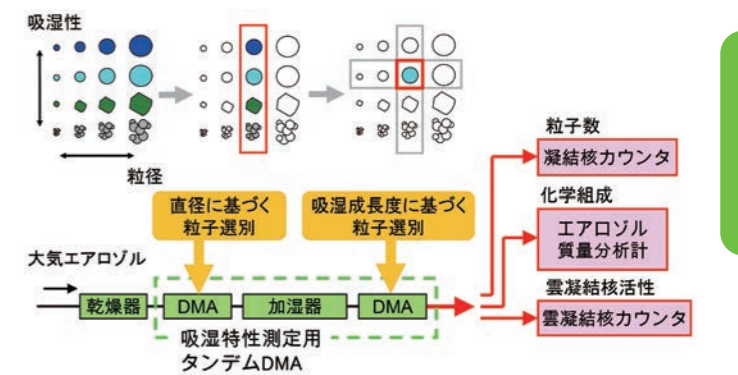 吸湿性
粒径
直径に基づく
粒子選別
吸湿成長度に基づく
粒子選別
大気エアロゾル
乾燥器
DMA
加湿器
DMA
吸湿特性測定用
タンデムDMA
粒子数
凝結核カウンタ
化学組成
エアロゾル
質量分析計
雲凝結核活性
雲凝結核カウンタ